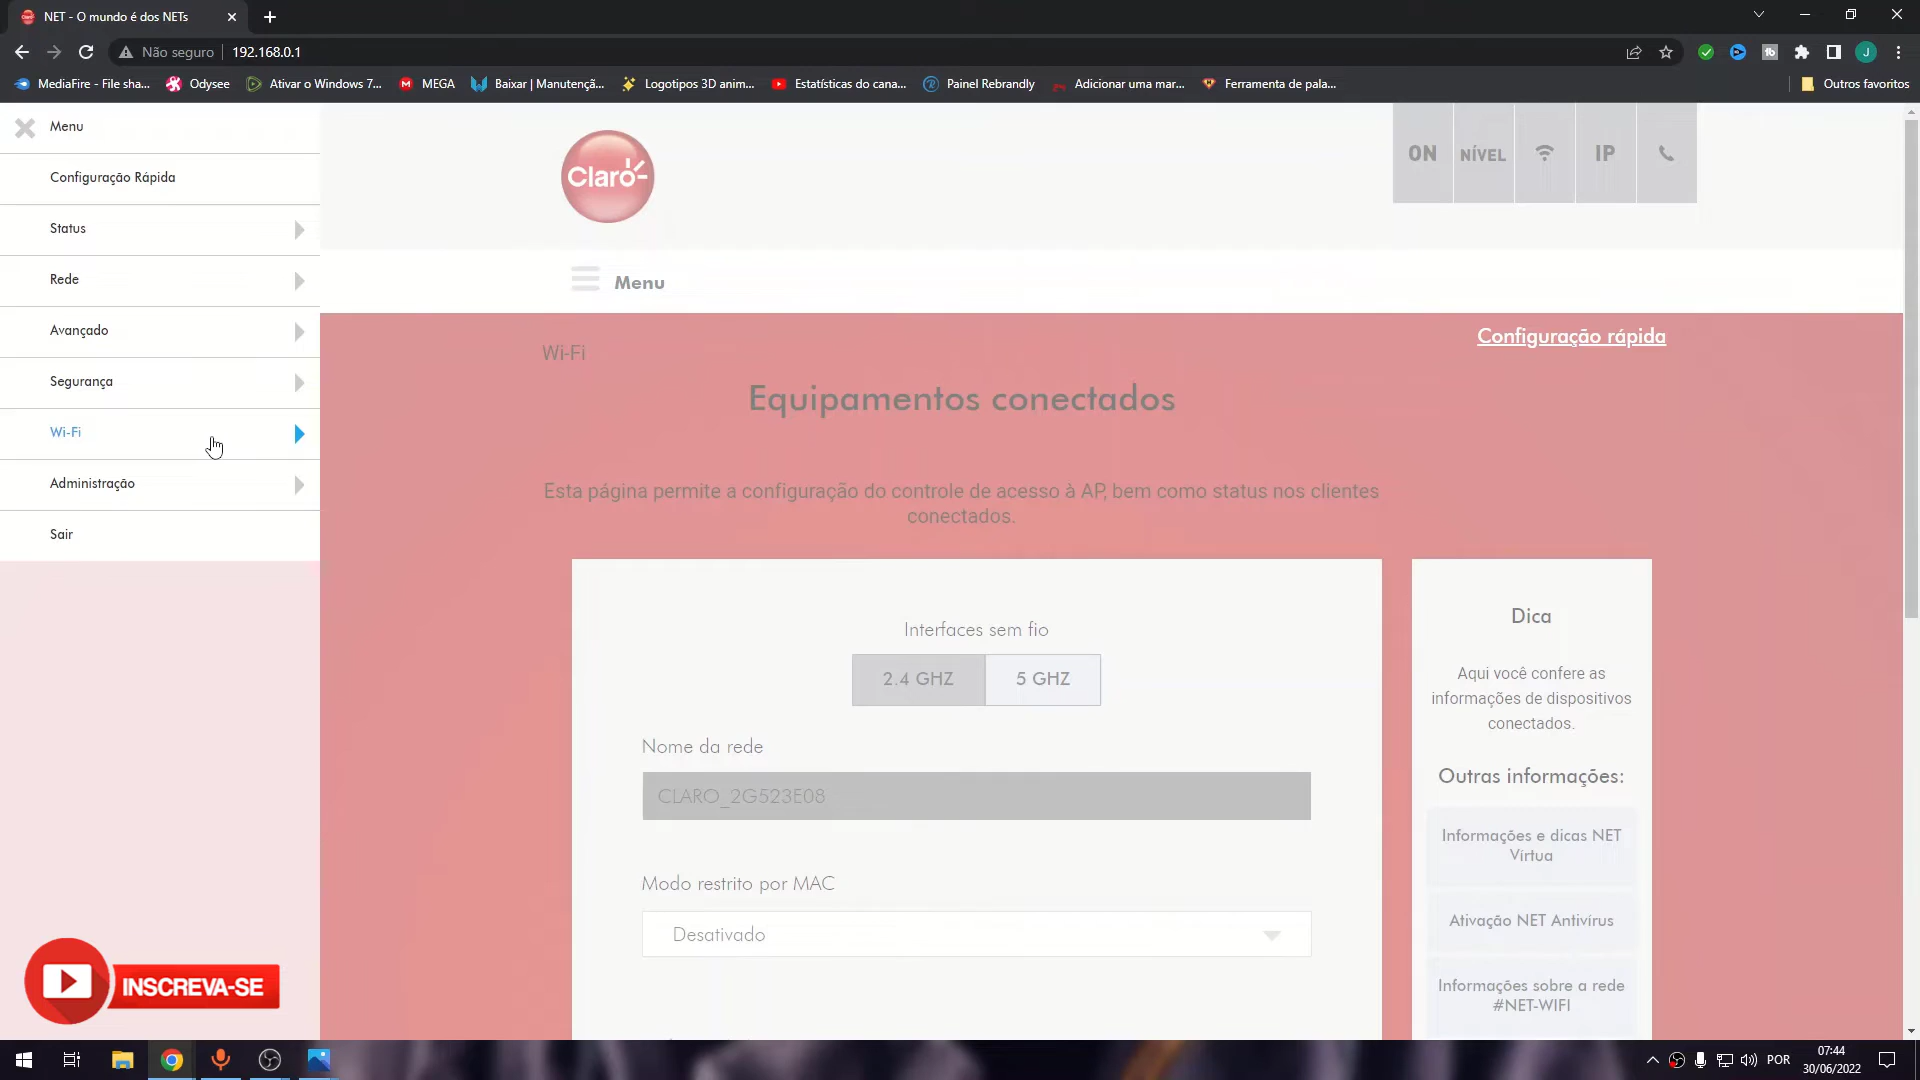 NET - O mundo é dos NETs
Não seguro
192.168.0.1
J
MediaFire - File sha...
Odysee
Ativar o Windows 7...
MEGA
Baixar | Manutençã...
Logotipos 3D anim...
Estatísticas do cana...
Painel Rebrandly
Adicionar uma mar...
Ferramenta de pala...
Outros favoritos
Menu
Configuração Rápida
Status
Rede
Avançado
Segurança
Wi-Fi
Administração
Sair
Claro
ON
NÍVEL
IP
Menu
Configuração rápida
Wi-Fi
Equipamentos conectados
Esta página permite a configuração do controle de acesso à AP, bem como status nos clientes
conectados.
Interfaces sem fio
2.4 GHZ
5 GHZ
Nome da rede
CLARO_2G523E08
Modo restrito por MAC
Desativado
Dica
Aqui você confere as
informações de dispositivos
conectados.
Outras informações:
Informações e dicas NET
Vírtua
Ativação NET Antivírus
Informações sobre a rede
#NET-WIFI
INSCREVA-SE
POR
07:44
30/06/2022